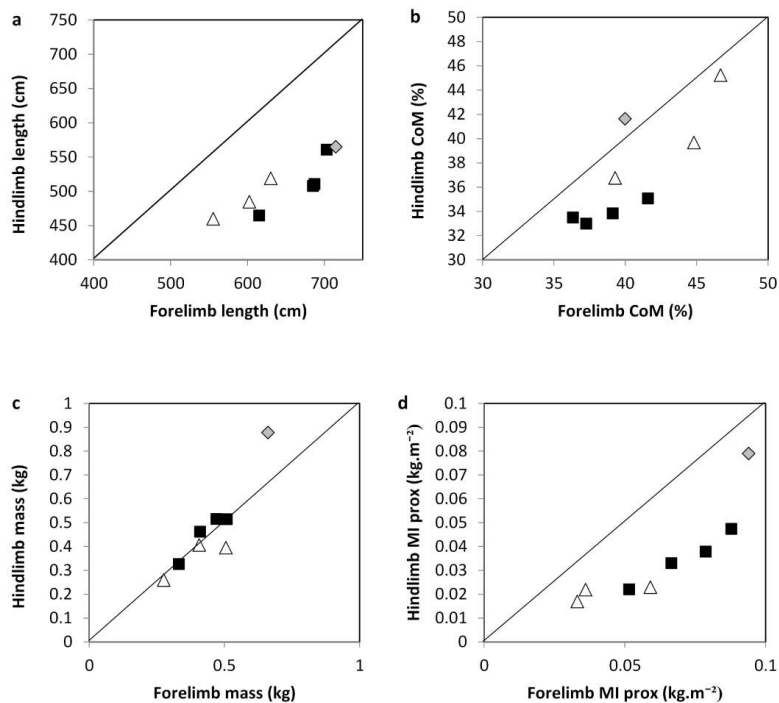 a
750
700
650
600
550
500
450
400
Hindlimb length (cm)
400 500 600 700
Forelimb length (cm)
b
50
48
46
44
42
40
38
36
34
32
30
Hindlimb CoM (%)
30 35 40 45 50
Forelimb CoM (%)
c
1
0.9
0.8
0.7
0.6
0.5
0.4
0.3
0.2
0.1
0
Hindlimb mass (kg)
0 0.5 1
Forelimb mass (kg)
d
0.1
0.09
0.08
0.07
0.06
0.05
0.04
0.03
0.02
0.01
0
Hindlimb MI prox (kg.m⁻²)
0 0.05 0.1
Forelimb MI prox (kg.m⁻²)